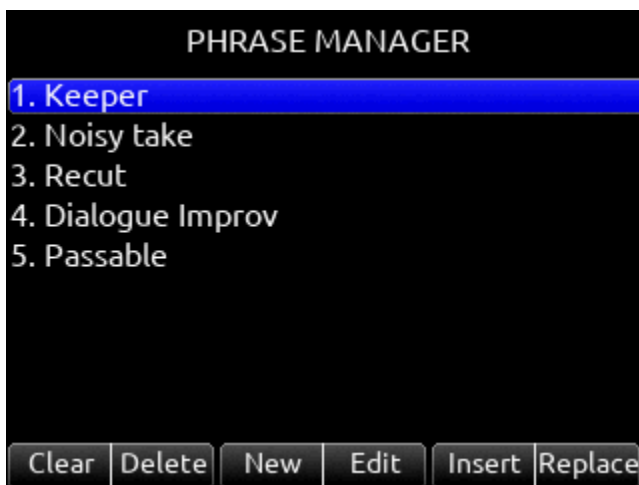 PHRASE MANAGER
1. Keeper
2. Noisy take
3. Recut
4. Dialogue Improv
5. Passable
Clear Delete New Edit Insert Replace